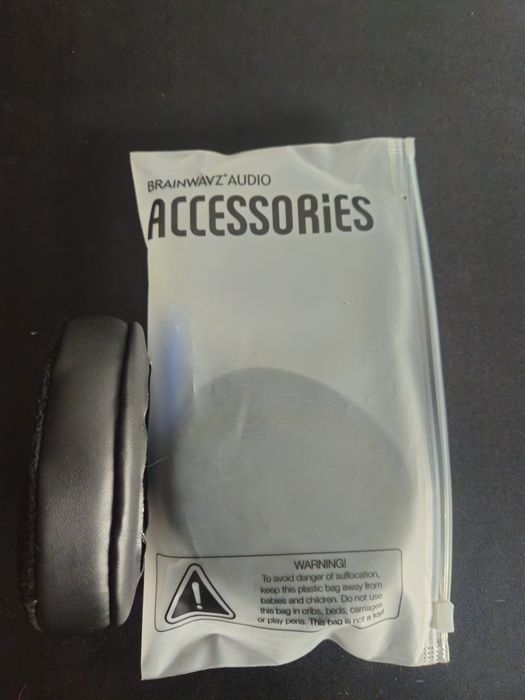 BRAINWAVZ® AUDIO
ACCESSORiES
WARNING!
To avoid danger of suffocation,
keep this plastic bag away from
babies and children. Do not use
this bag in cribs, beds, carriages
or play pens. This bag is not a toy!